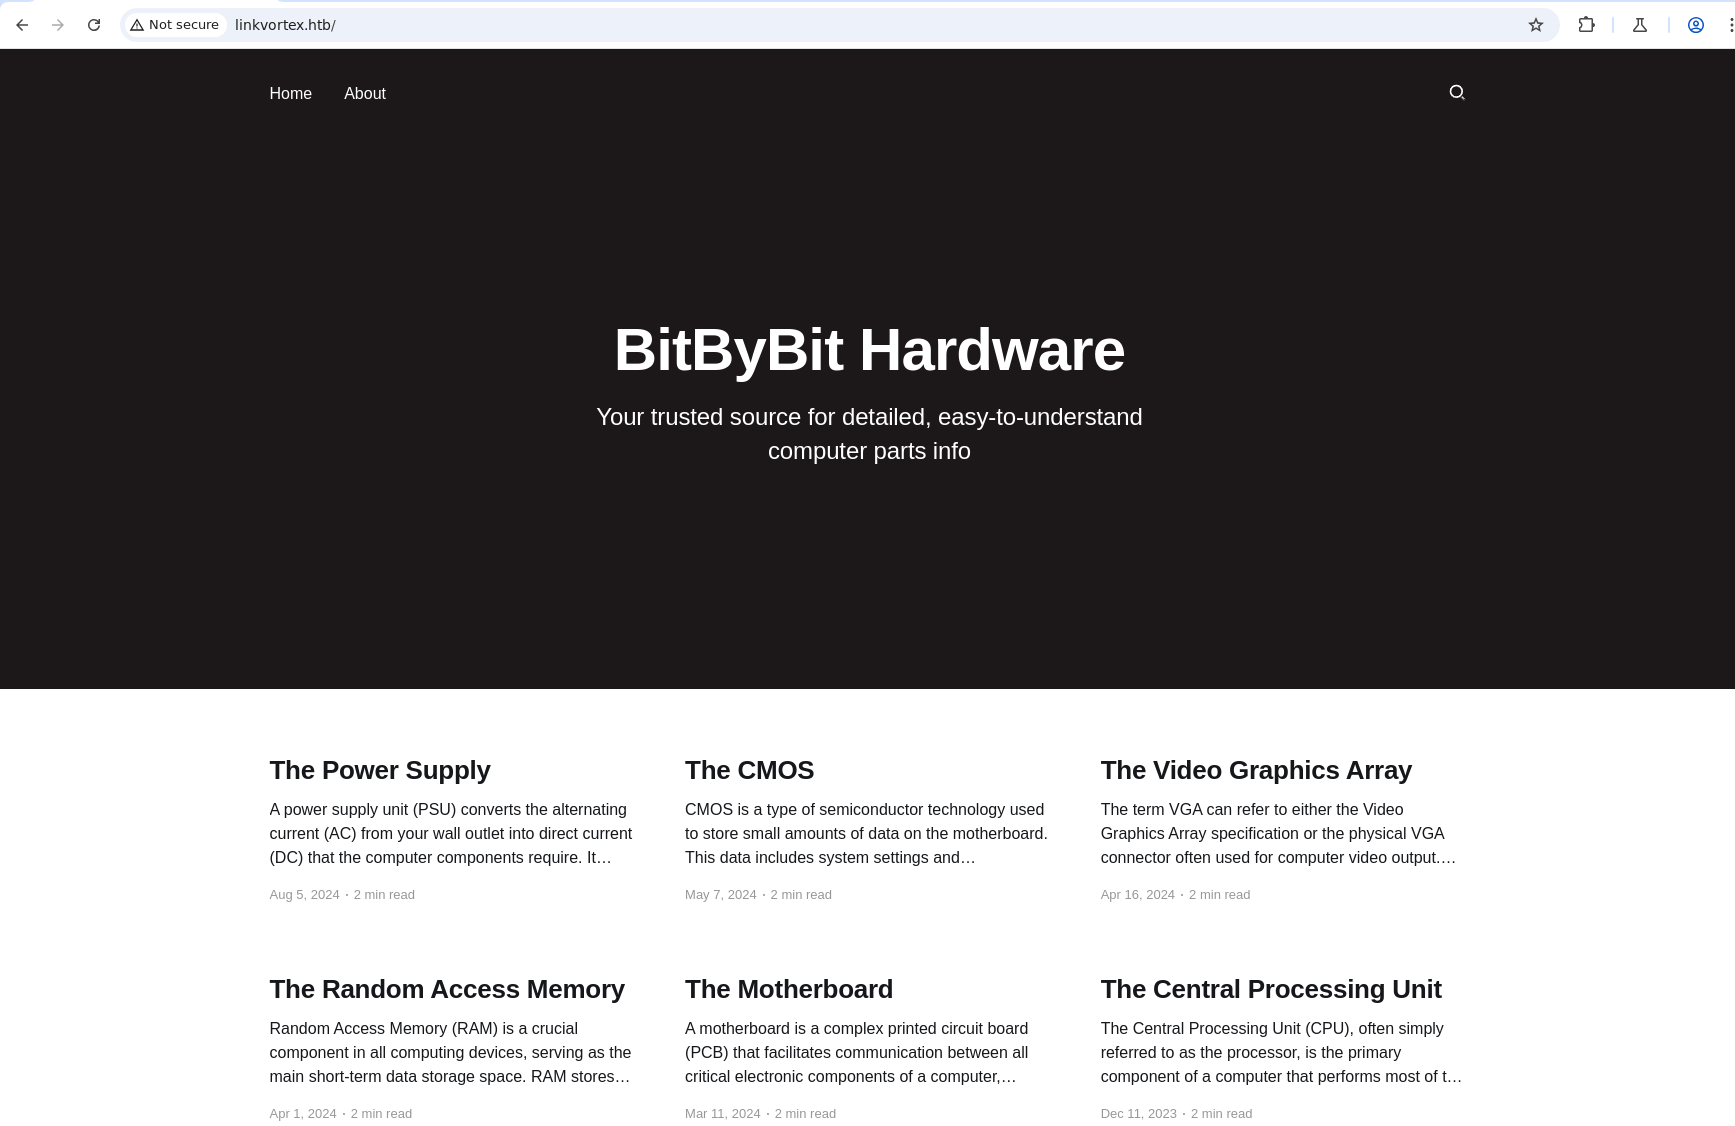 Not secure
linkvortex.htb/
Home
About
BitByBit Hardware
Your trusted source for detailed, easy-to-understand
computer parts info
The Power Supply
A power supply unit (PSU) converts the alternating
current (AC) from your wall outlet into direct current
(DC) that the computer components require. It…
Aug 5, 2024 · 2 min read
The CMOS
CMOS is a type of semiconductor technology used
to store small amounts of data on the motherboard.
This data includes system settings and…
May 7, 2024 · 2 min read
The Video Graphics Array
The term VGA can refer to either the Video
Graphics Array specification or the physical VGA
connector often used for computer video output.…
Apr 16, 2024 · 2 min read
The Random Access Memory
Random Access Memory (RAM) is a crucial
component in all computing devices, serving as the
main short-term data storage space. RAM stores…
Apr 1, 2024 · 2 min read
The Motherboard
A motherboard is a complex printed circuit board
(PCB) that facilitates communication between all
critical electronic components of a computer,…
Mar 11, 2024 · 2 min read
The Central Processing Unit
The Central Processing Unit (CPU), often simply
referred to as the processor, is the primary
component of a computer that performs most of t…
Dec 11, 2023 · 2 min read